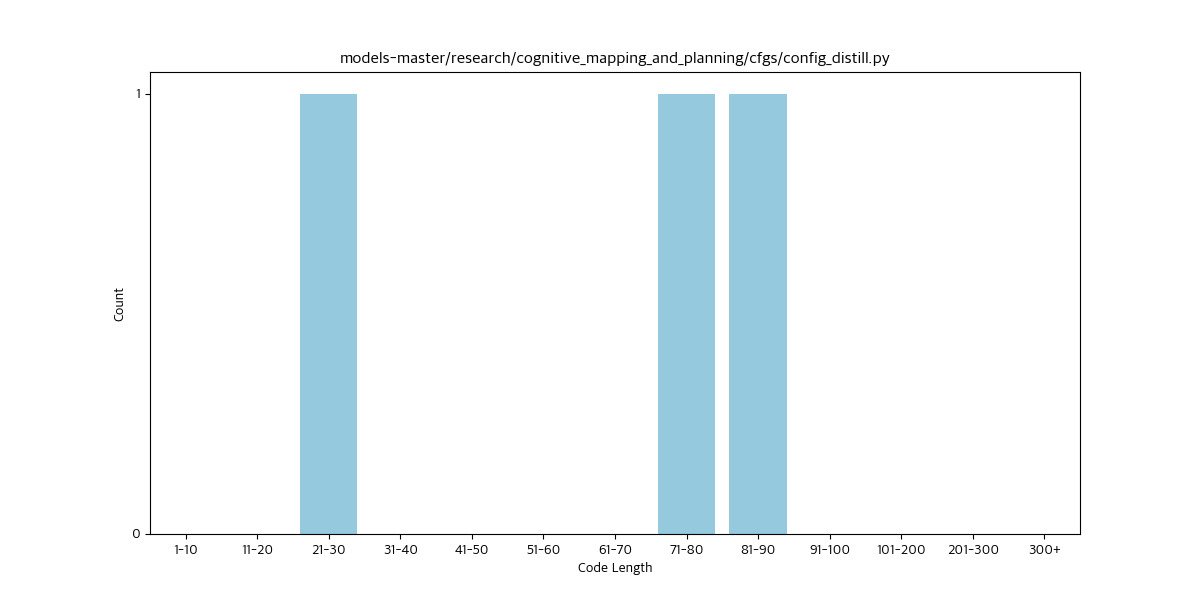 models-master/research/cognitive_mapping_and_planning/cfgs/config_distill.py
1
Count
0
1-10 11-20 21-30 31-40 41-50 51-60 61-70 71-80 81-90 91-100 101-200 201-300 300+
Code Length